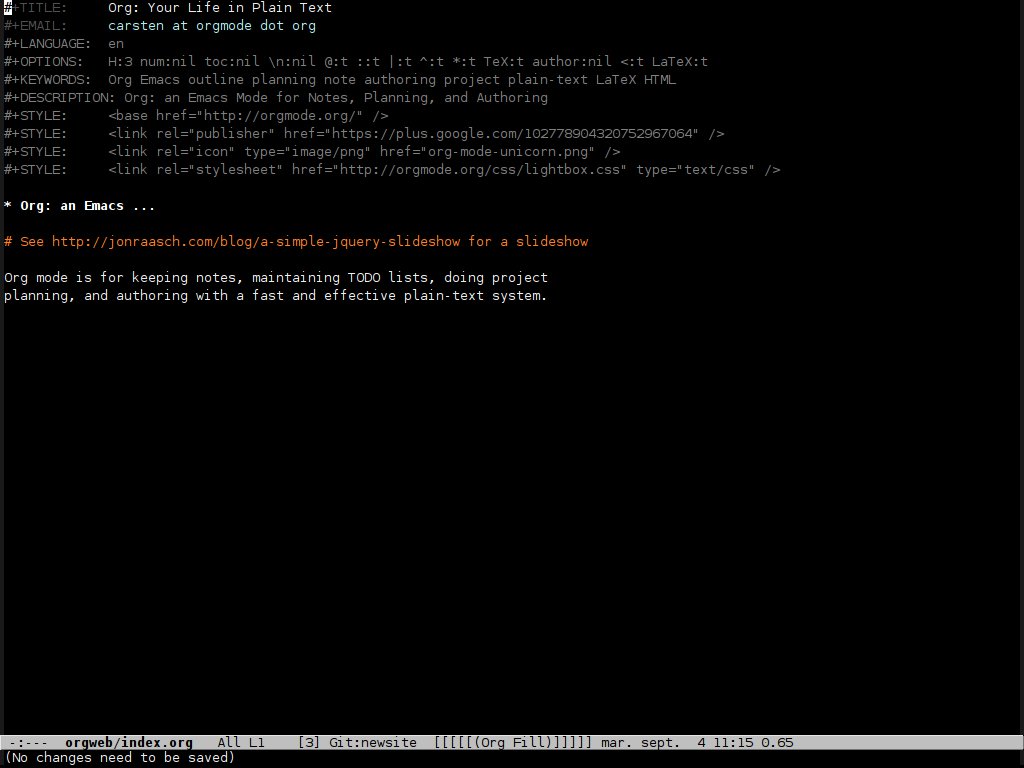 #+TITLE:     Org: Your Life in Plain Text
#+EMAIL:     carsten at orgmode dot org
#+LANGUAGE:  en
#+OPTIONS:   H:3 num:nil toc:nil \n:nil @:t ::t |:t ^:t *:t TeX:t author:nil <:t LaTeX:t
#+KEYWORDS:  Org Emacs outline planning note authoring project plain-text LaTeX HTML
#+DESCRIPTION: Org: an Emacs Mode for Notes, Planning, and Authoring
#+STYLE:     <base href="http://orgmode.org/" />
#+STYLE:     <link rel="publisher" href="https://plus.google.com/102778904320752967064" />
#+STYLE:     <link rel="icon" type="image/png" href="org-mode-unicorn.png" />
#+STYLE:     <link rel="stylesheet" href="http://orgmode.org/css/lightbox.css" type="text/css" />
* Org: an Emacs ...
# See http://jonraasch.com/blog/a-simple-jquery-slideshow for a slideshow
Org mode is for keeping notes, maintaining TODO lists, doing project
planning, and authoring with a fast and effective plain-text system.
-:---  orgweb/index.org   All L1    [3] Git:newsite  [[[[[(Org Fill)]]]]] mar. sept.  4 11:15 0.65
(No changes need to be saved)